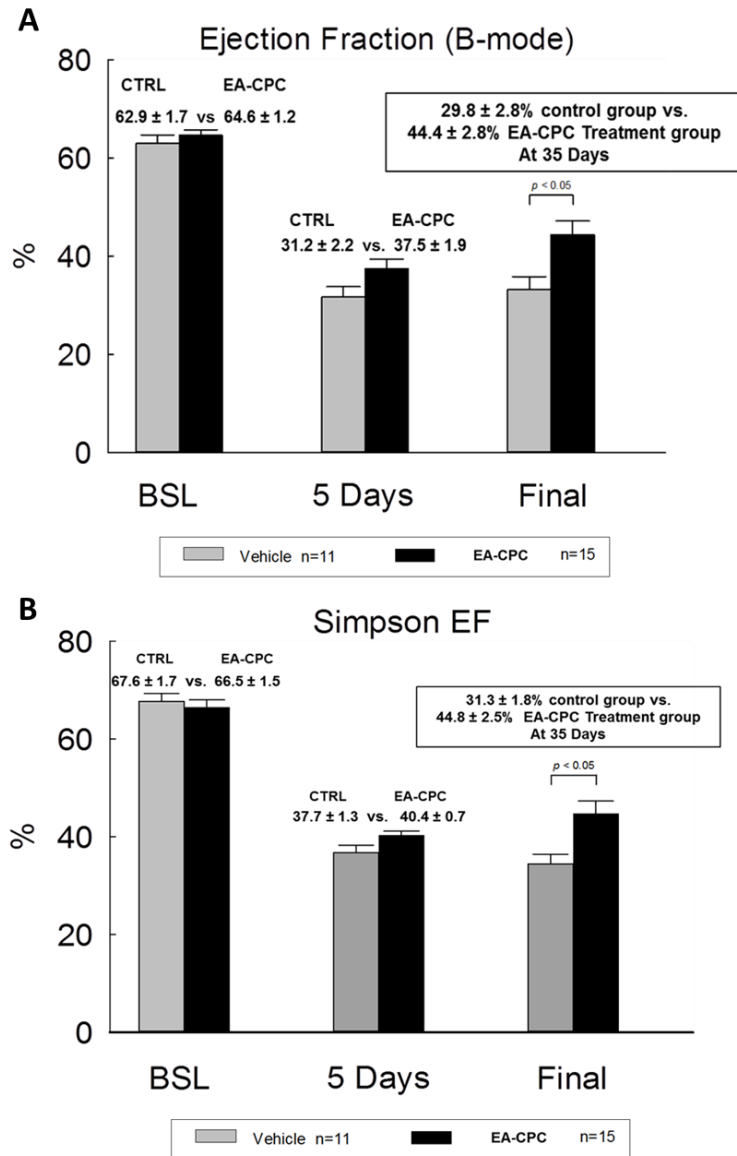 A
Ejection Fraction (B-mode)
80
60
40
20
0
%
CTRL EA-CPC
62.9 ± 1.7 vs 64.6 ± 1.2
29.8 ± 2.8% control group vs.
44.4 ± 2.8% EA-CPC Treatment group
At 35 Days
p < 0.05
CTRL EA-CPC
31.2 ± 2.2 vs. 37.5 ± 1.9
BSL 5 Days Final
Vehicle n=11 EA-CPC n=15
B
Simpson EF
80
60
40
20
0
%
CTRL EA-CPC
67.6 ± 1.7 vs. 66.5 ± 1.5
31.3 ± 1.8% control group vs.
44.8 ± 2.5% EA-CPC Treatment group
At 35 Days
p < 0.05
CTRL EA-CPC
37.7 ± 1.3 vs. 40.4 ± 0.7
BSL 5 Days Final
Vehicle n=11 EA-CPC n=15